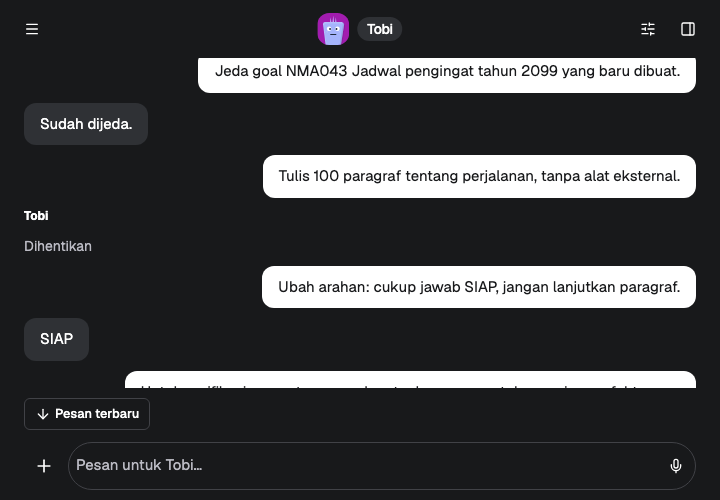 Tobi
Jeda goal NMA043 Jadwal pengingat tahun 2099 yang baru dibuat.
Sudah dijeda.
Tulis 100 paragraf tentang perjalanan, tanpa alat eksternal.
Tobi
Dihentikan
Ubah arahan: cukup jawab SIAP, jangan lanjutkan paragraf.
SIAP
Pesan terbaru
Pesan untuk Tobi...